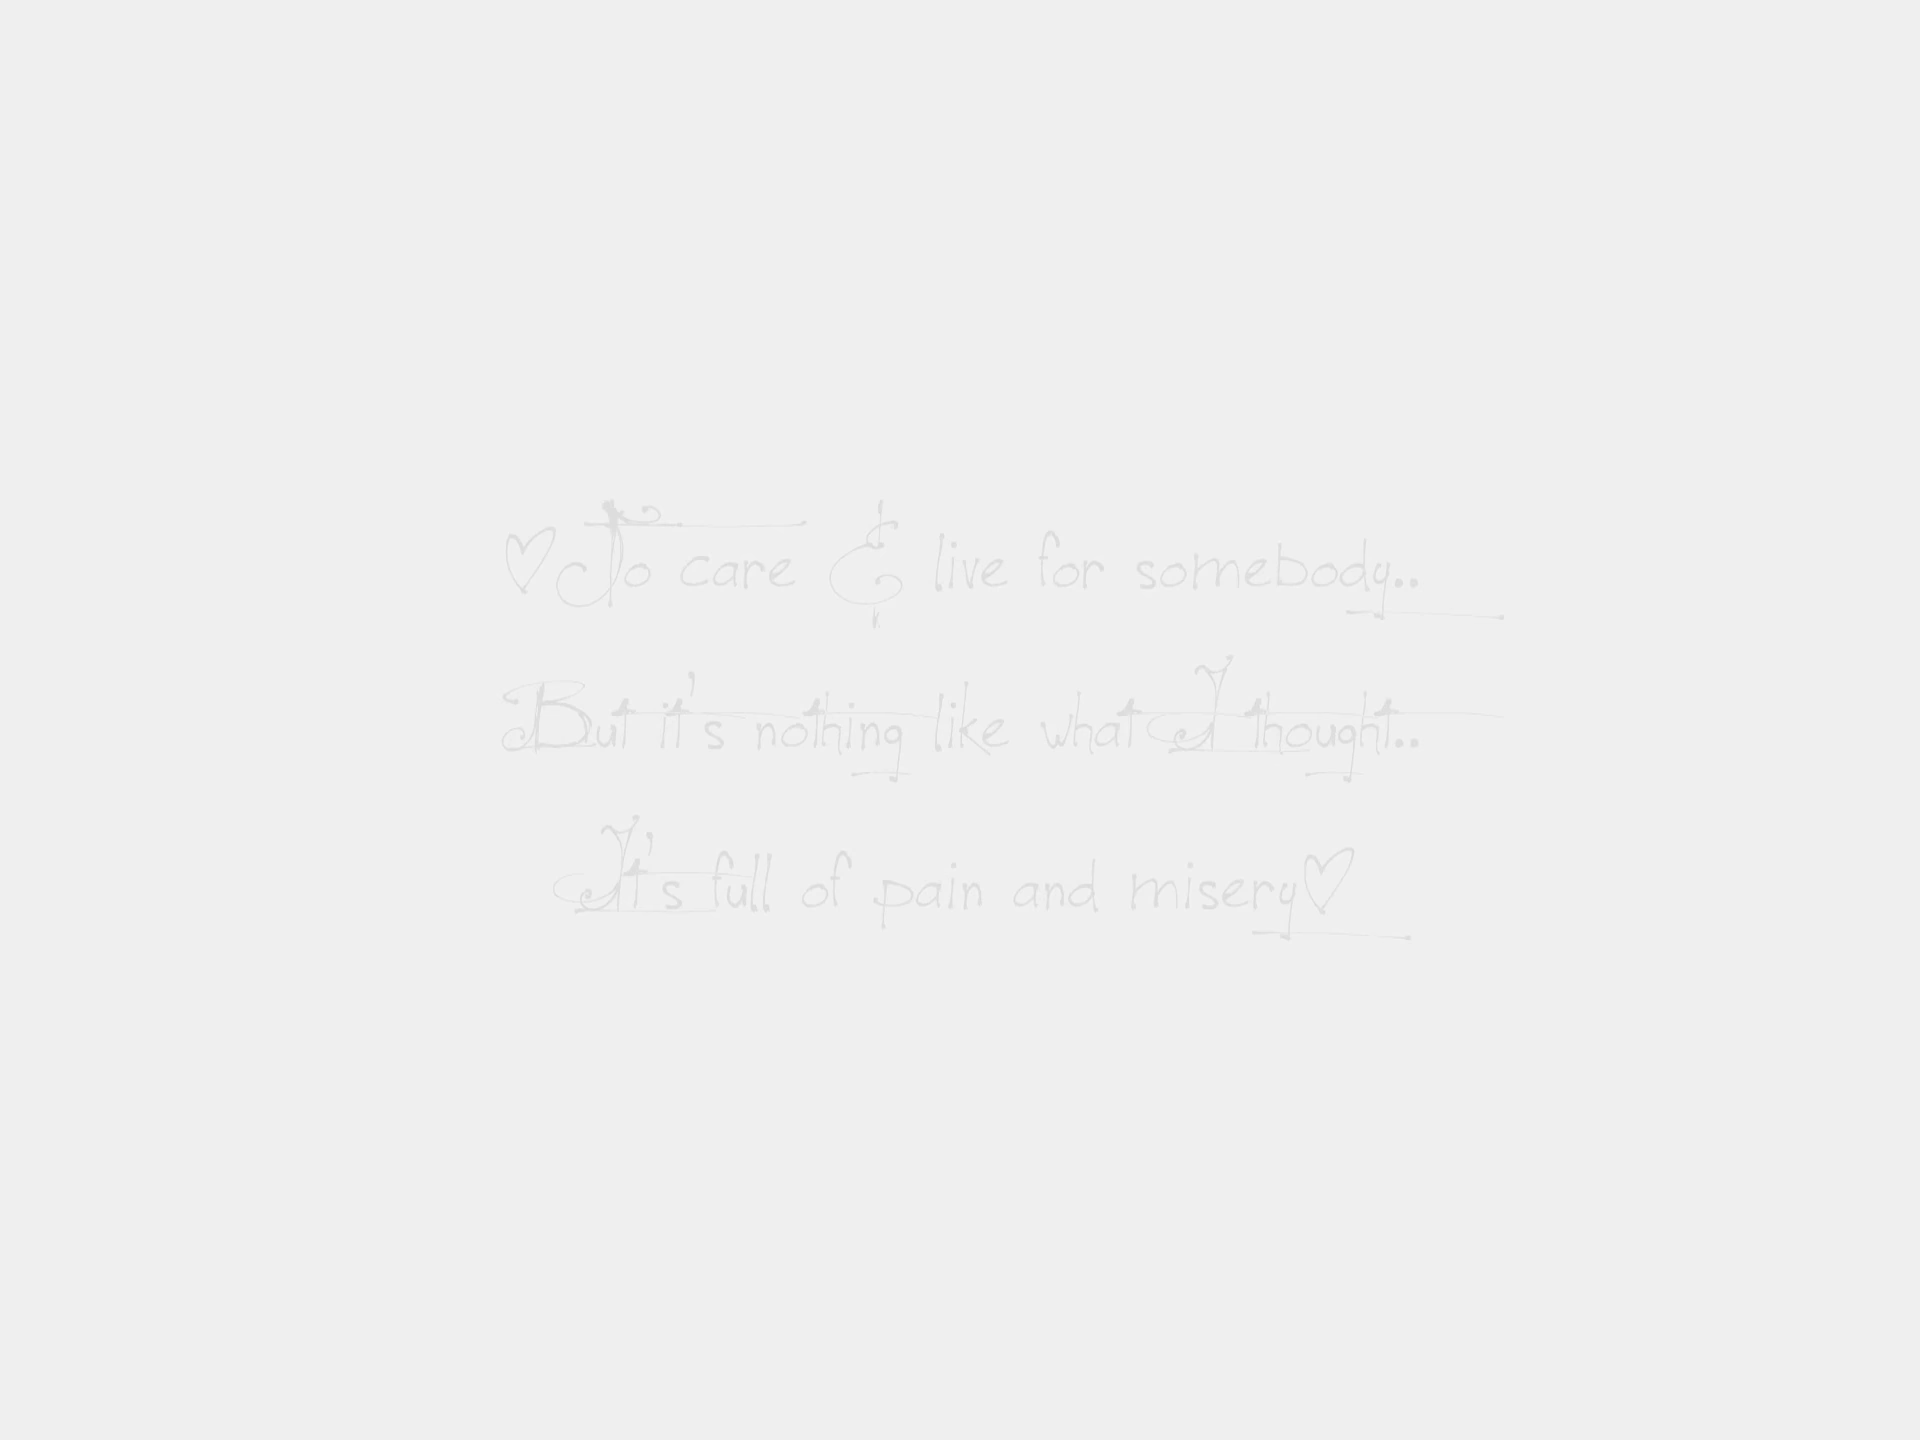 ♡To care & live for somebody..
But it's nothing like what I thought..
It's full of pain and misery♡